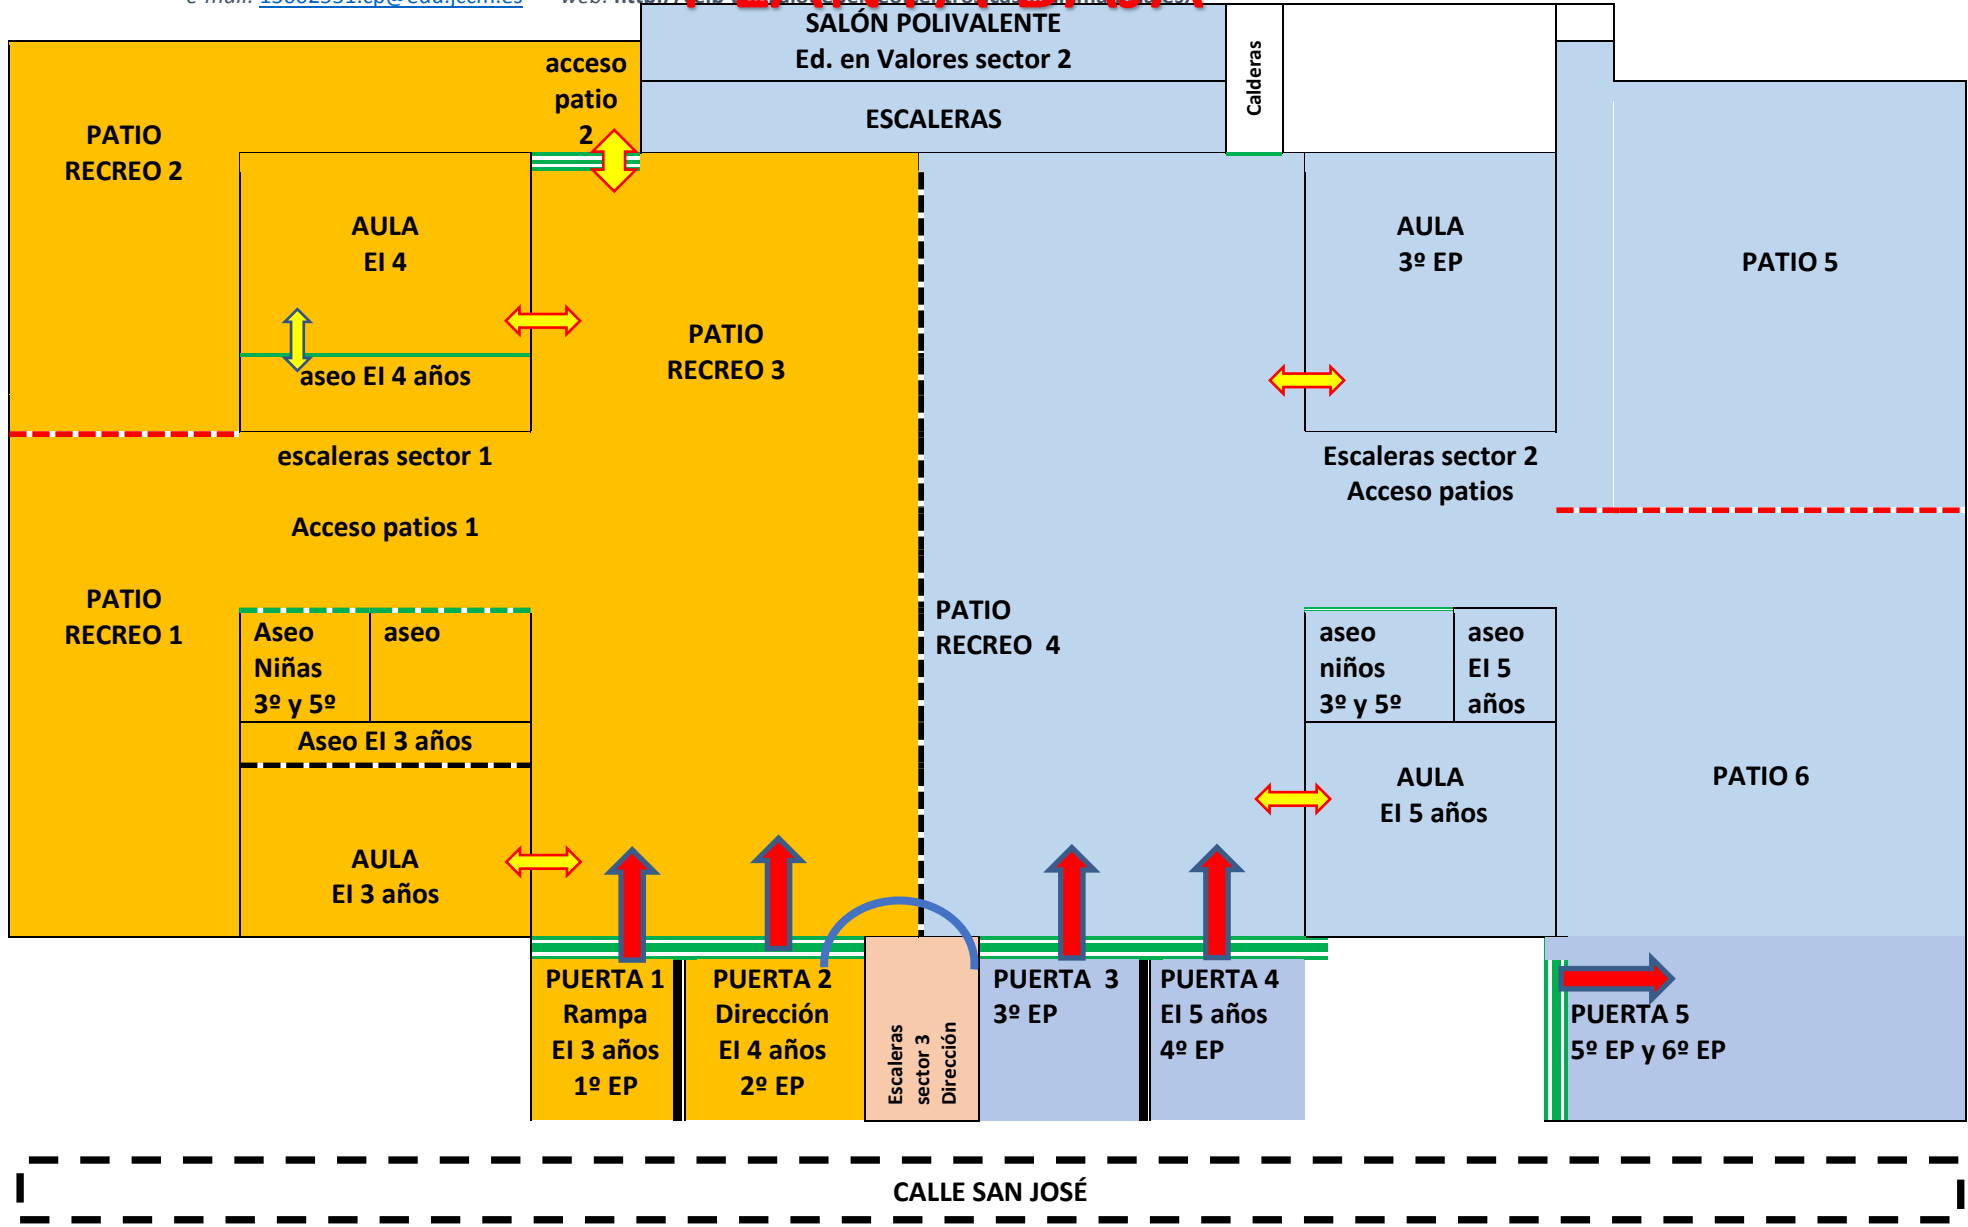 SALÓN POLIVALENTE
Ed. en Valores sector 2
Calderas
ESCALERAS
acceso
patio
2
PATIO
RECREO 2
AULA
EI 4
aseo EI 4 años
PATIO
RECREO 3
AULA
3º EP
PATIO 5
escaleras sector 1
Acceso patios 1
Escaleras sector 2
Acceso patios
PATIO
RECREO 1
Aseo
Niñas
3º y 5º
aseo
Aseo EI 3 años
AULA
EI 3 años
PATIO
RECREO 4
aseo
niños
3º y 5º
aseo
EI 5
años
AULA
EI 5 años
PATIO 6
PUERTA 1
Rampa
EI 3 años
1º EP
PUERTA 2
Dirección
EI 4 años
2º EP
Escaleras
sector 3
Dirección
PUERTA 3
3º EP
PUERTA 4
EI 5 años
4º EP
PUERTA 5
5º EP y 6º EP
CALLE SAN JOSÉ